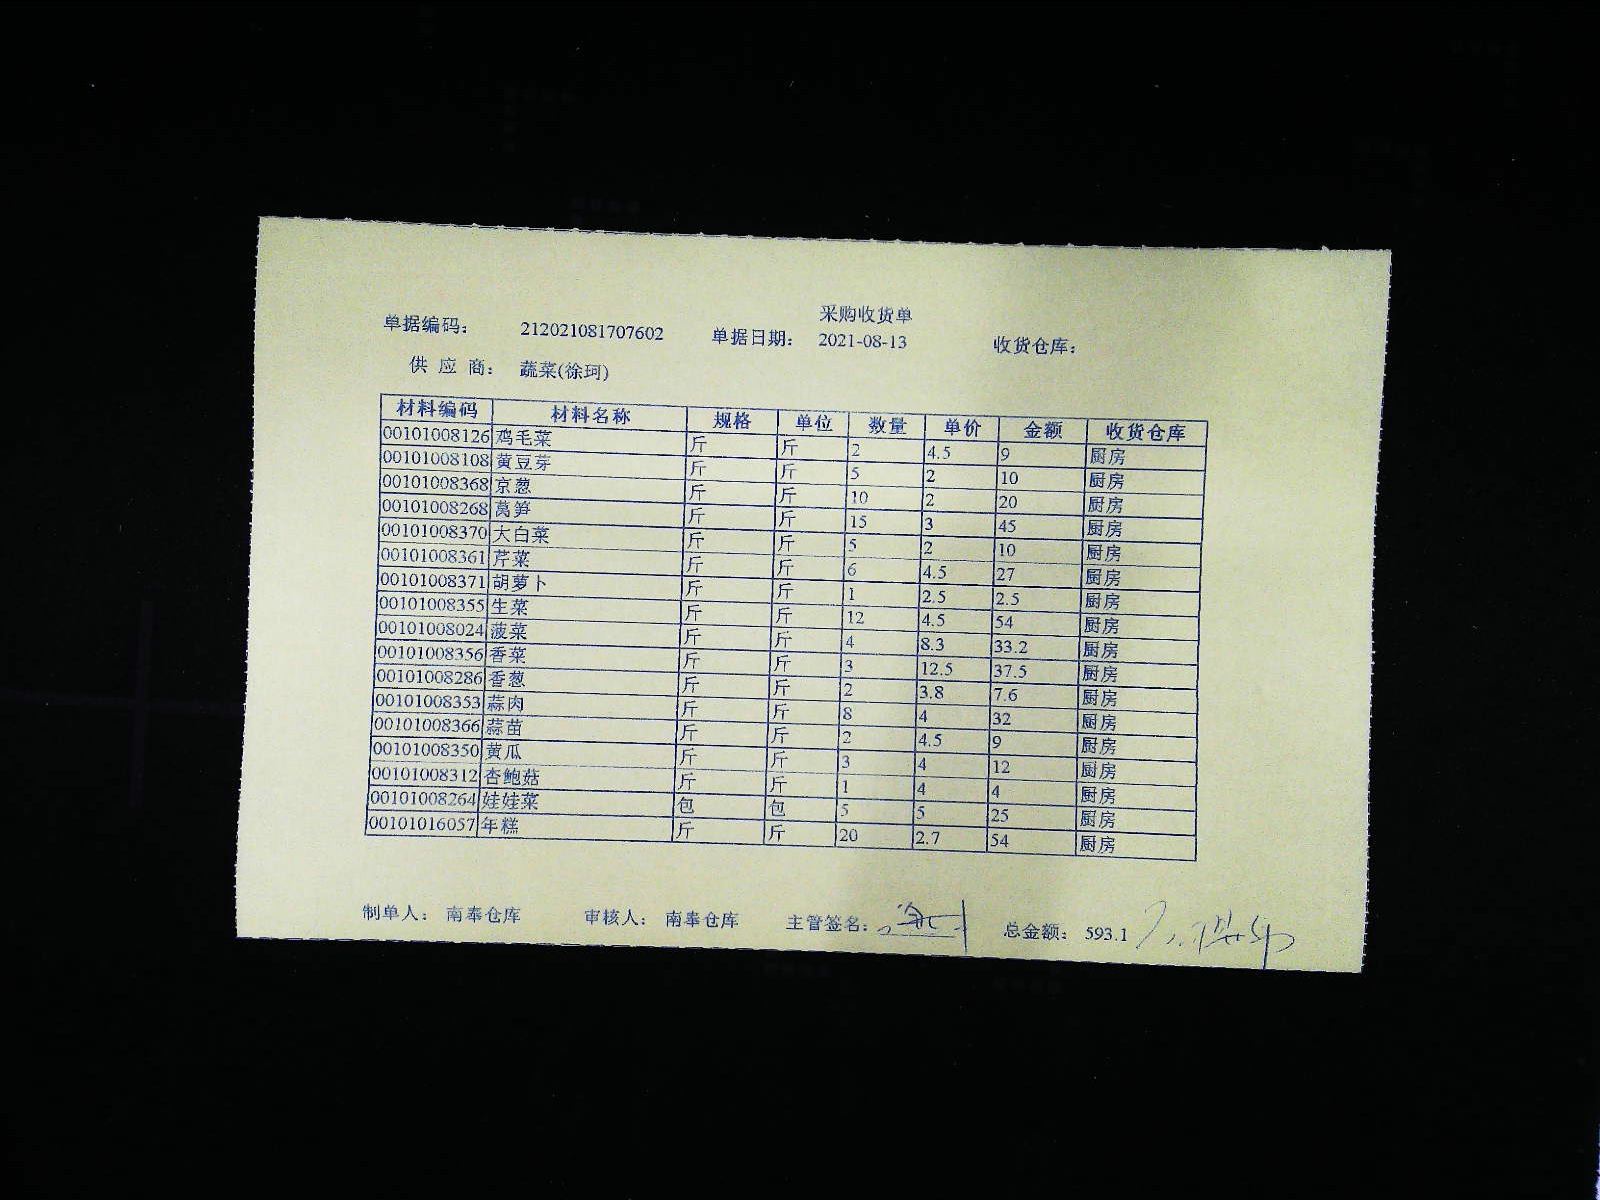 采购收货单
单据编码： 212021081707602 单据日期： 2021-08-13 收货仓库：
供 应 商： 蔬菜(徐珂)
材料编码 材料名称 规格 单位 数量 单价 金额 收货仓库
00101008126 鸡毛菜 斤 斤 2 4.5 9 厨房
00101008108 黄豆芽 斤 斤 5 2 10 厨房
00101008368 京葱 斤 斤 10 2 20 厨房
00101008268 莴笋 斤 斤 15 3 45 厨房
00101008370 大白菜 斤 斤 5 2 10 厨房
00101008361 芹菜 斤 斤 6 4.5 27 厨房
00101008371 胡萝卜 斤 斤 1 2.5 2.5 厨房
00101008355 生菜 斤 斤 12 4.5 54 厨房
00101008024 菠菜 斤 斤 4 8.3 33.2 厨房
00101008356 香菜 斤 斤 3 12.5 37.5 厨房
00101008286 香葱 斤 斤 2 3.8 7.6 厨房
00101008353 蒜肉 斤 斤 8 4 32 厨房
00101008366 蒜苗 斤 斤 2 4.5 9 厨房
00101008350 黄瓜 斤 斤 3 4 12 厨房
00101008312 杏鲍菇 斤 斤 1 4 4 厨房
00101008264 娃娃菜 包 包 5 5 25 厨房
00101016057 年糕 斤 斤 20 2.7 54 厨房
制单人： 南奉仓库 审核人： 南奉仓库 主管签名： 总金额： 593.1